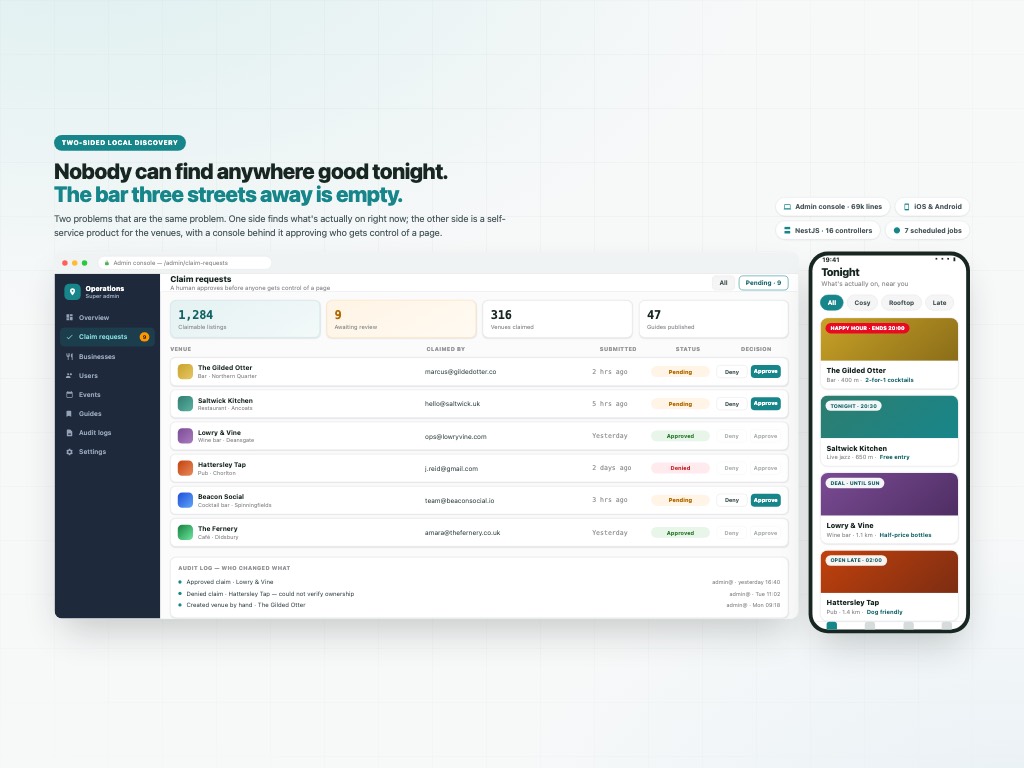 TWO-SIDED LOCAL DISCOVERY
Nobody can find anywhere good tonight.
The bar three streets away is empty.
Two problems that are the same problem. One side finds what's actually on right now; the other side is a self-
service product for the venues, with a console behind it approving who gets control of a page.
Admin console · 69k lines
iOS & Android
NestJS · 16 controllers
7 scheduled jobs
Admin console — /admin/claim-requests
Operations
Super admin
Overview
Claim requests 9
Businesses
Users
Events
Guides
Audit logs
Settings
Claim requests
A human approves before anyone gets control of a page
All
Pending · 9
1,284
Claimable listings
9
Awaiting review
316
Venues claimed
47
Guides published
VENUE CLAIMED BY SUBMITTED STATUS DECISION
The Gilded Otter
Bar · Northern Quarter
marcus@gildedotter.co 2 hrs ago Pending Deny Approve
Saltwick Kitchen
Restaurant · Ancoats
hello@saltwick.uk 5 hrs ago Pending Deny Approve
Lowry & Vine
Wine bar · Deansgate
ops@lowryvine.com Yesterday Approved Deny Approve
Hattersley Tap
Pub · Chorlton
j.reid@gmail.com 2 days ago Denied Deny Approve
Beacon Social
Cocktail bar · Spinningfields
team@beaconsocial.io 3 hrs ago Pending Deny Approve
The Fernery
Café · Didsbury
amara@thefernery.co.uk Yesterday Approved Deny Approve
AUDIT LOG — WHO CHANGED WHAT
Approved claim · Lowry & Vine admin@ · yesterday 16:40
Denied claim · Hattersley Tap — could not verify ownership admin@ · Tue 11:02
Created venue by hand · The Gilded Otter admin@ · Mon 09:18
19:41
Tonight
What's actually on, near you
All Cosy Rooftop Late
HAPPY HOUR · ENDS 20:00
The Gilded Otter
Bar · 400 m · 2-for-1 cocktails
TONIGHT · 20:30
Saltwick Kitchen
Live jazz · 650 m · Free entry
DEAL · UNTIL SUN
Lowry & Vine
Wine bar · 1.1 km · Half-price bottles
OPEN LATE · 02:00
Hattersley Tap
Pub · 1.4 km · Dog friendly